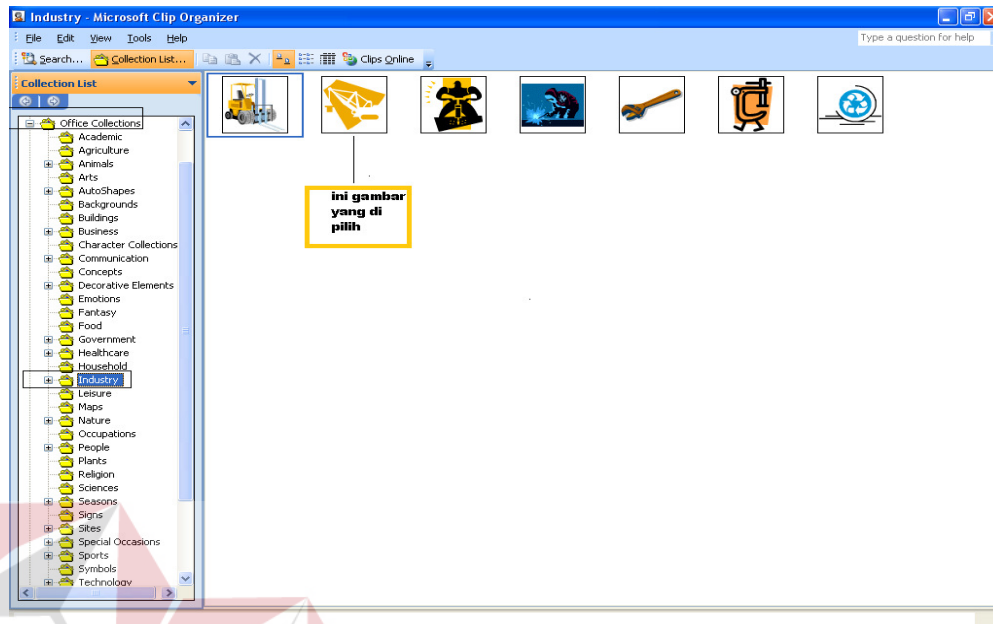 Industry - Microsoft Clip Organizer
File Edit View Tools Help
Type a question for help
Search... Collection List... Clips Online
Collection List
Office Collections
Academic
Agriculture
Animals
Arts
AutoShapes
Backgrounds
Buildings
Business
Character Collections
Communication
Concepts
Decorative Elements
Emotions
Fantasy
Food
Government
Healthcare
Household
Industry
Leisure
Maps
Nature
Occupations
People
Plants
Religion
Sciences
Seasons
Signs
Sites
Special Occasions
Sports
Symbols
Technology
ini gambar
yang di
pilih